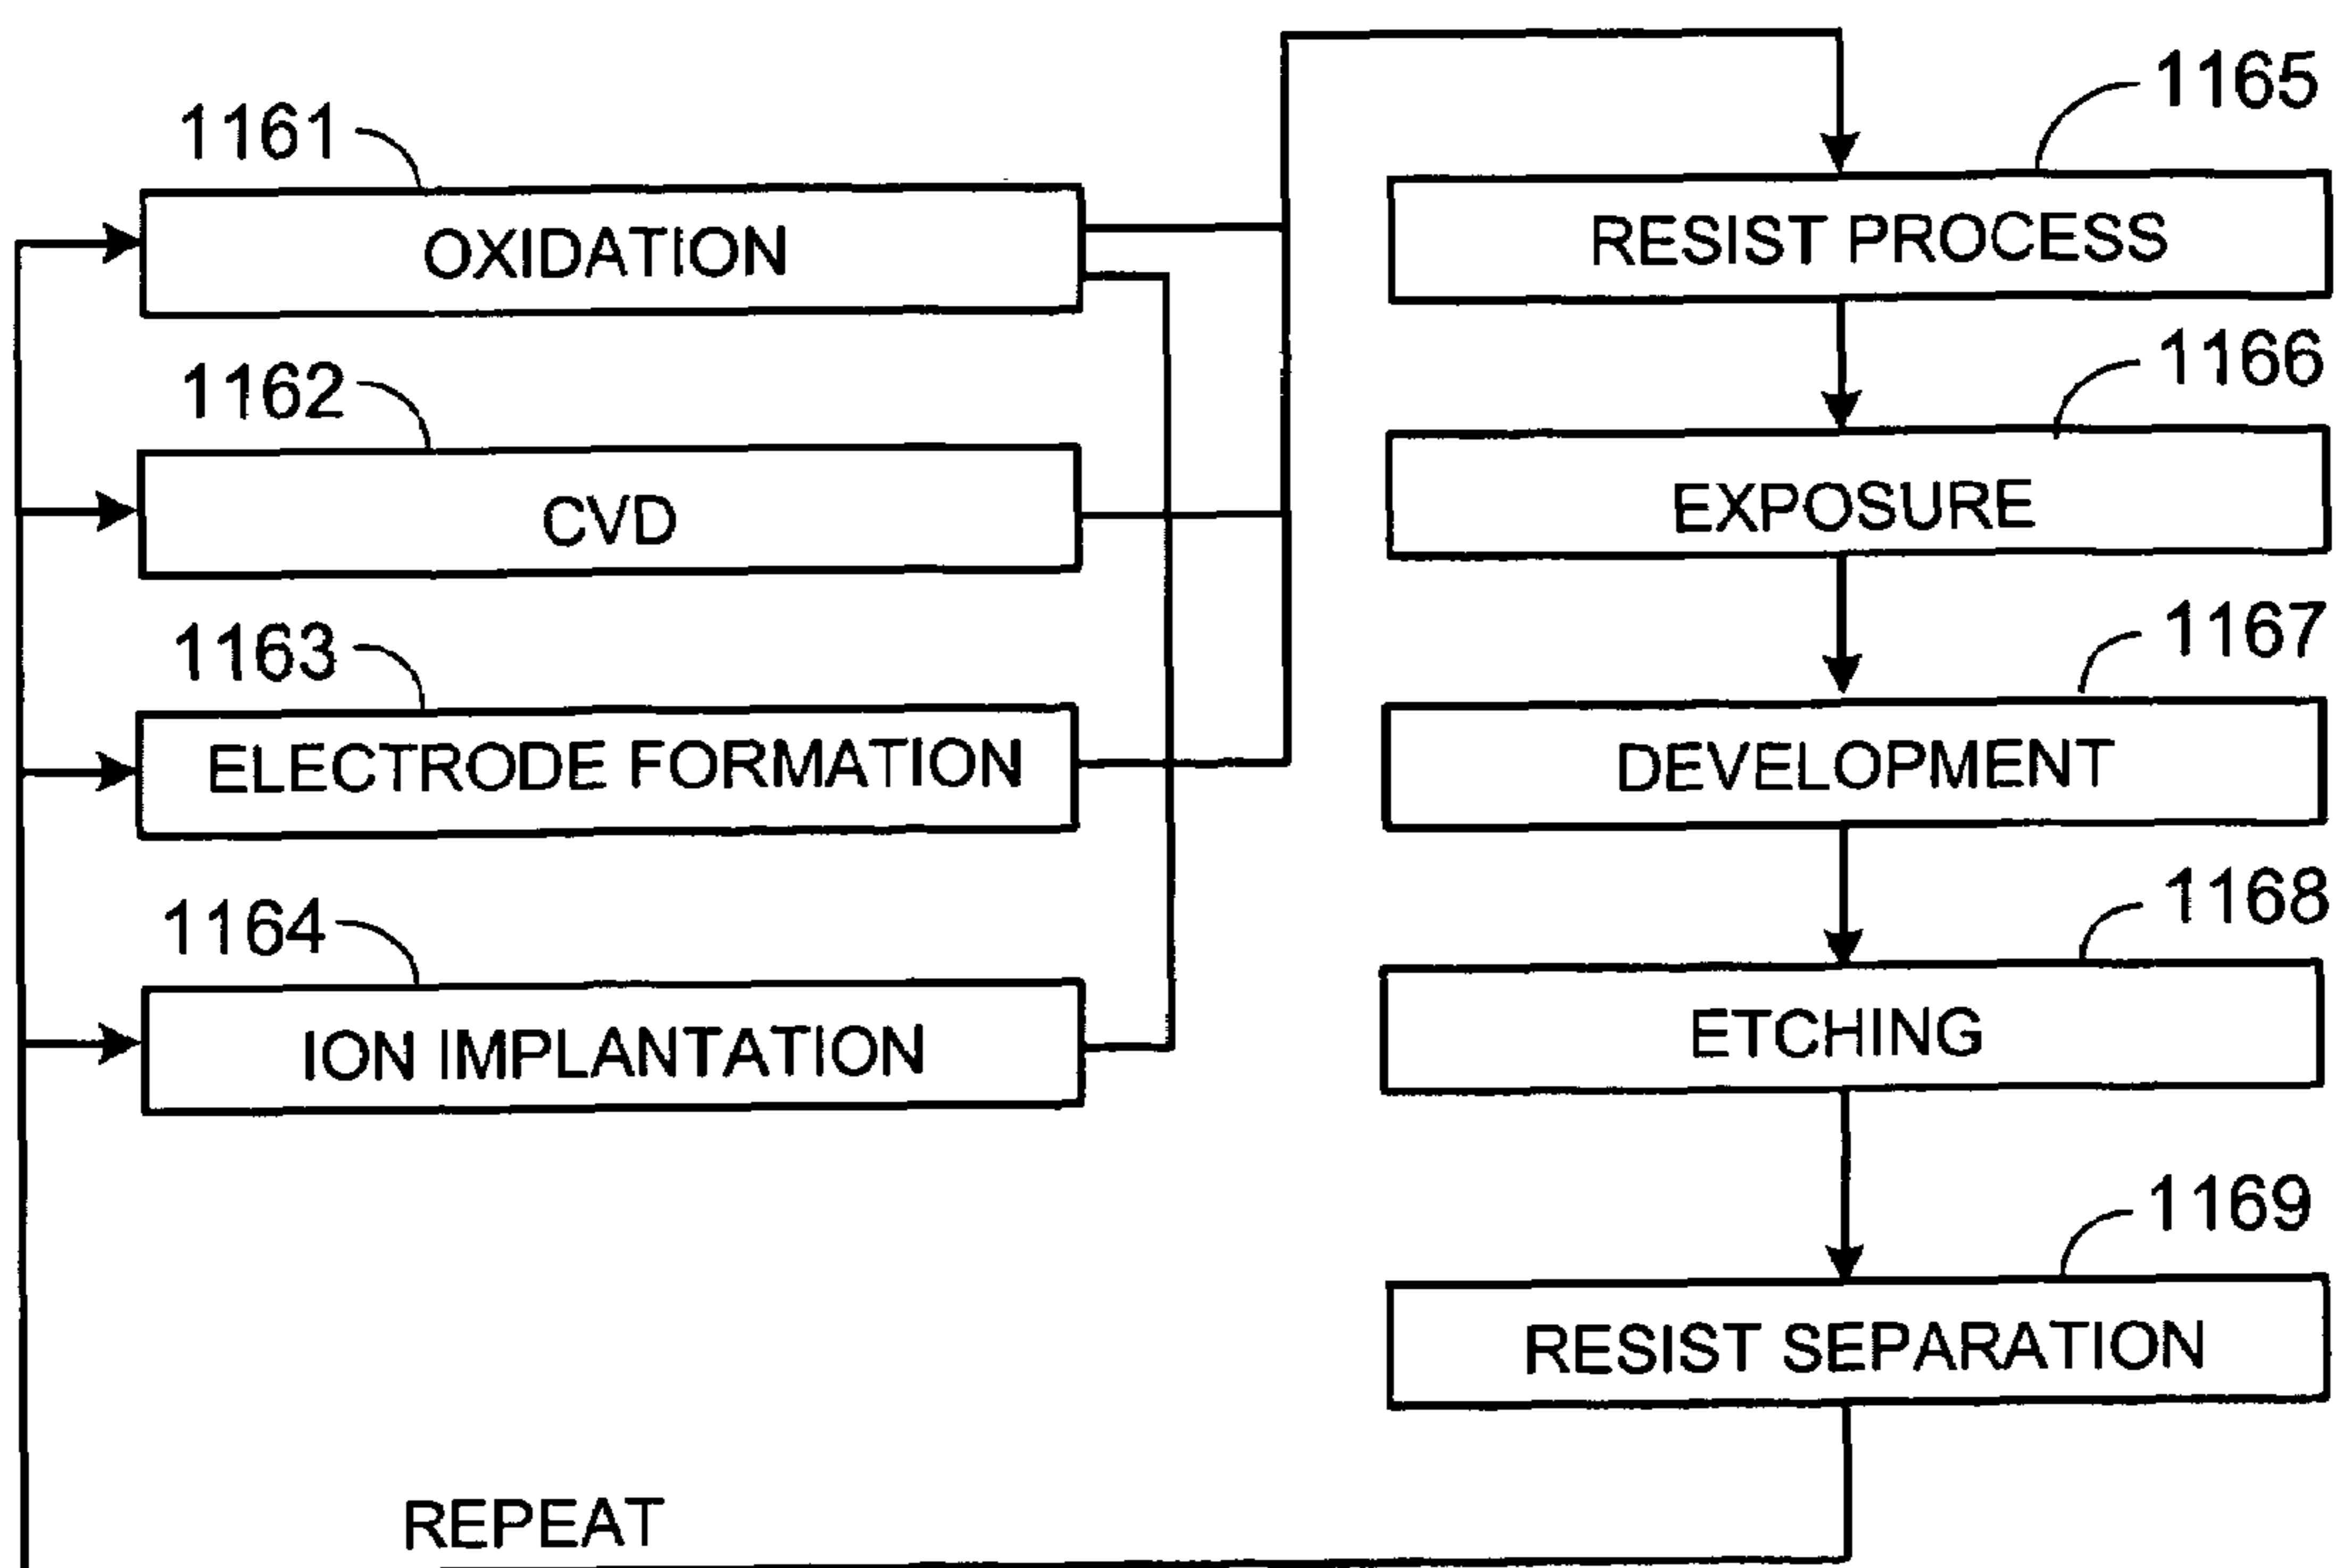 1161
OXIDATION
1162
CVD
1163
ELECTRODE FORMATION
1164
ION IMPLANTATION
1165
RESIST PROCESS
1166
EXPOSURE
1167
DEVELOPMENT
1168
ETCHING
1169
RESIST SEPARATION
REPEAT